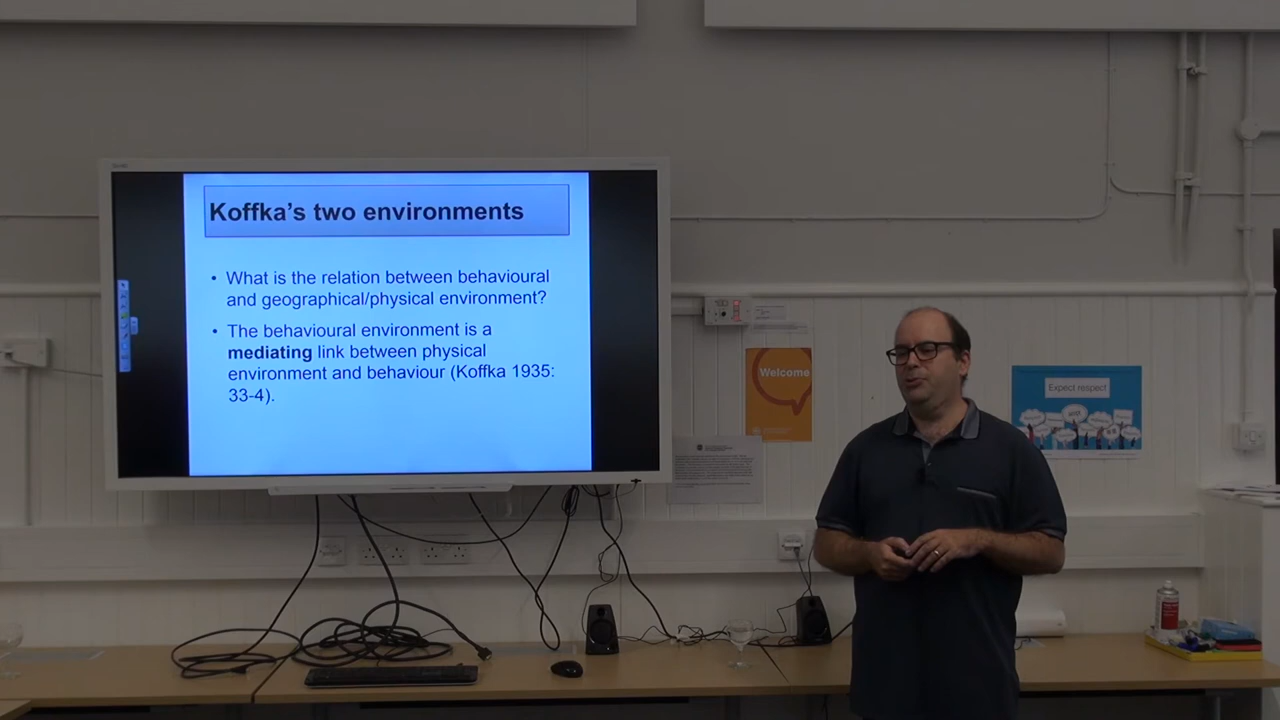 Koffka's two environments
• What is the relation between behavioural
and geographical/physical environment?
• The behavioural environment is a
mediating link between physical
environment and behaviour (Koffka 1935:
33-4).
Welcome
Expect respect